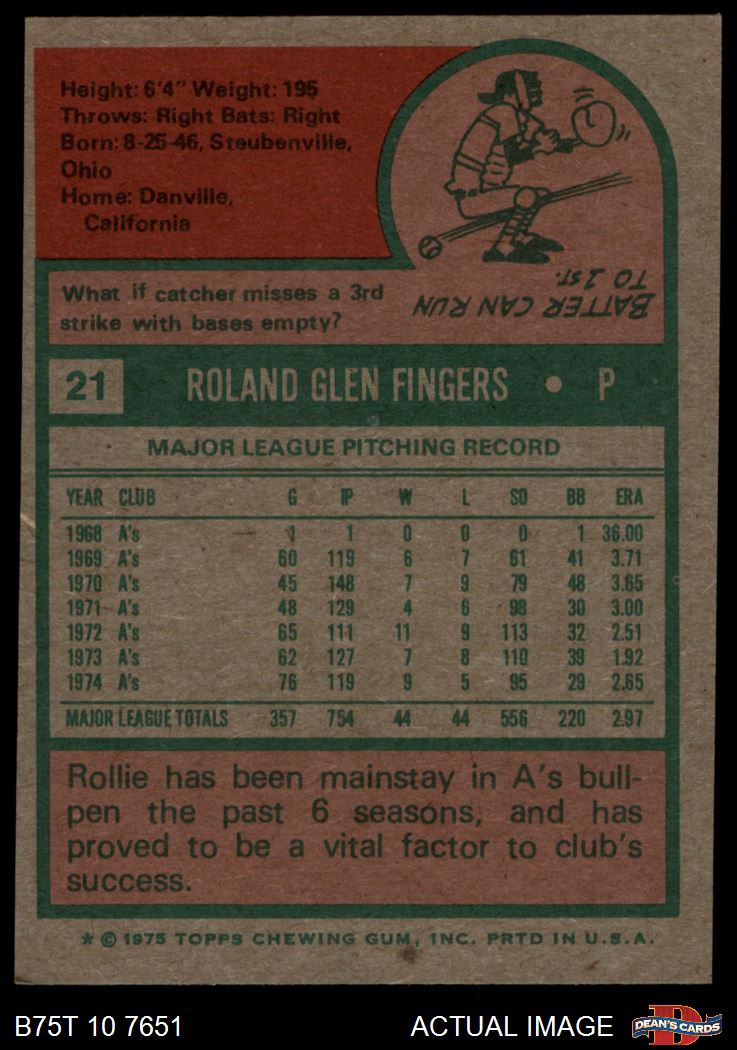 Height: 6'4" Weight: 195
Throws: Right Bats: Right
Born: 8-25-46, Steubenville,
Ohio
Home: Danville,
California
What if catcher misses a 3rd
strike with bases empty?
BATTER CAN RUN
TO 1ST.
21 ROLAND GLEN FINGERS • P
MAJOR LEAGUE PITCHING RECORD
YEAR CLUB G IP W L SO BB ERA
1968 A's 1 1 0 0 0 1 36.00
1969 A's 60 119 6 7 61 41 3.71
1970 A's 45 148 7 9 79 48 3.65
1971 A's 48 129 4 6 98 30 3.00
1972 A's 65 111 11 9 113 32 2.51
1973 A's 62 127 7 8 110 39 1.92
1974 A's 76 119 9 5 95 29 2.65
MAJOR LEAGUE TOTALS 357 754 44 44 556 220 2.97
Rollie has been mainstay in A's bull-
pen the past 6 seasons, and has
proved to be a vital factor to club's
success.
* © 1975 TOPPS CHEWING GUM, INC. PRTD IN U.S.A.
B75T 10 7651 ACTUAL IMAGE DEAN'S CARDS